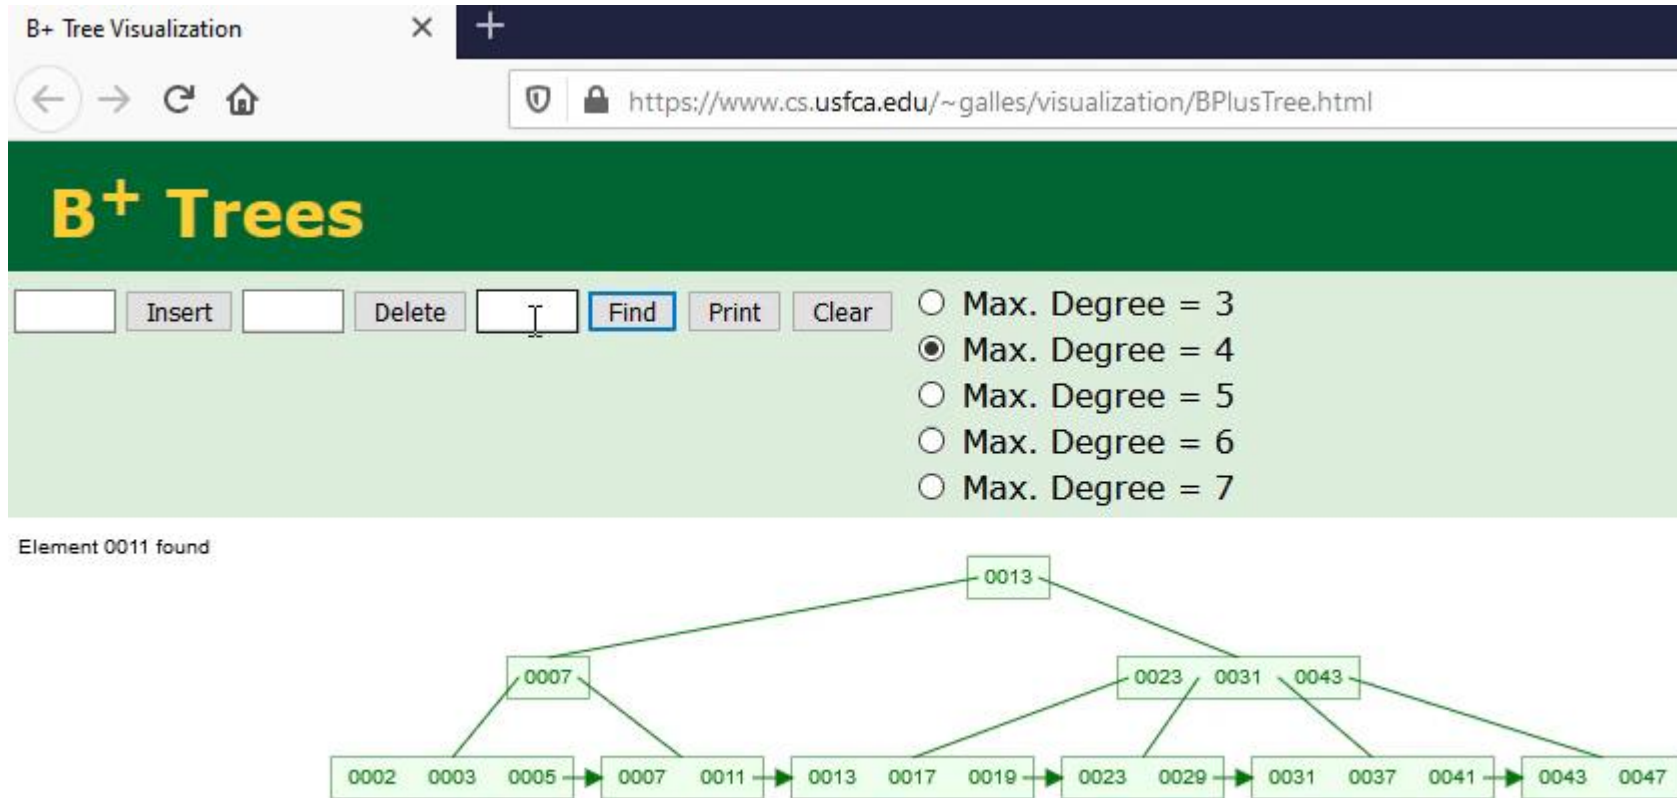 B+ Tree Visualization
https://www.cs.usfca.edu/~galles/visualization/BPlusTree.html
B+ Trees
Insert Delete Find Print Clear
Max. Degree = 3
Max. Degree = 4
Max. Degree = 5
Max. Degree = 6
Max. Degree = 7
Element 0011 found
0013
0007 0023 0031 0043
0002 0003 0005 0007 0011 0013 0017 0019 0023 0029 0031 0037 0041 0043 0047